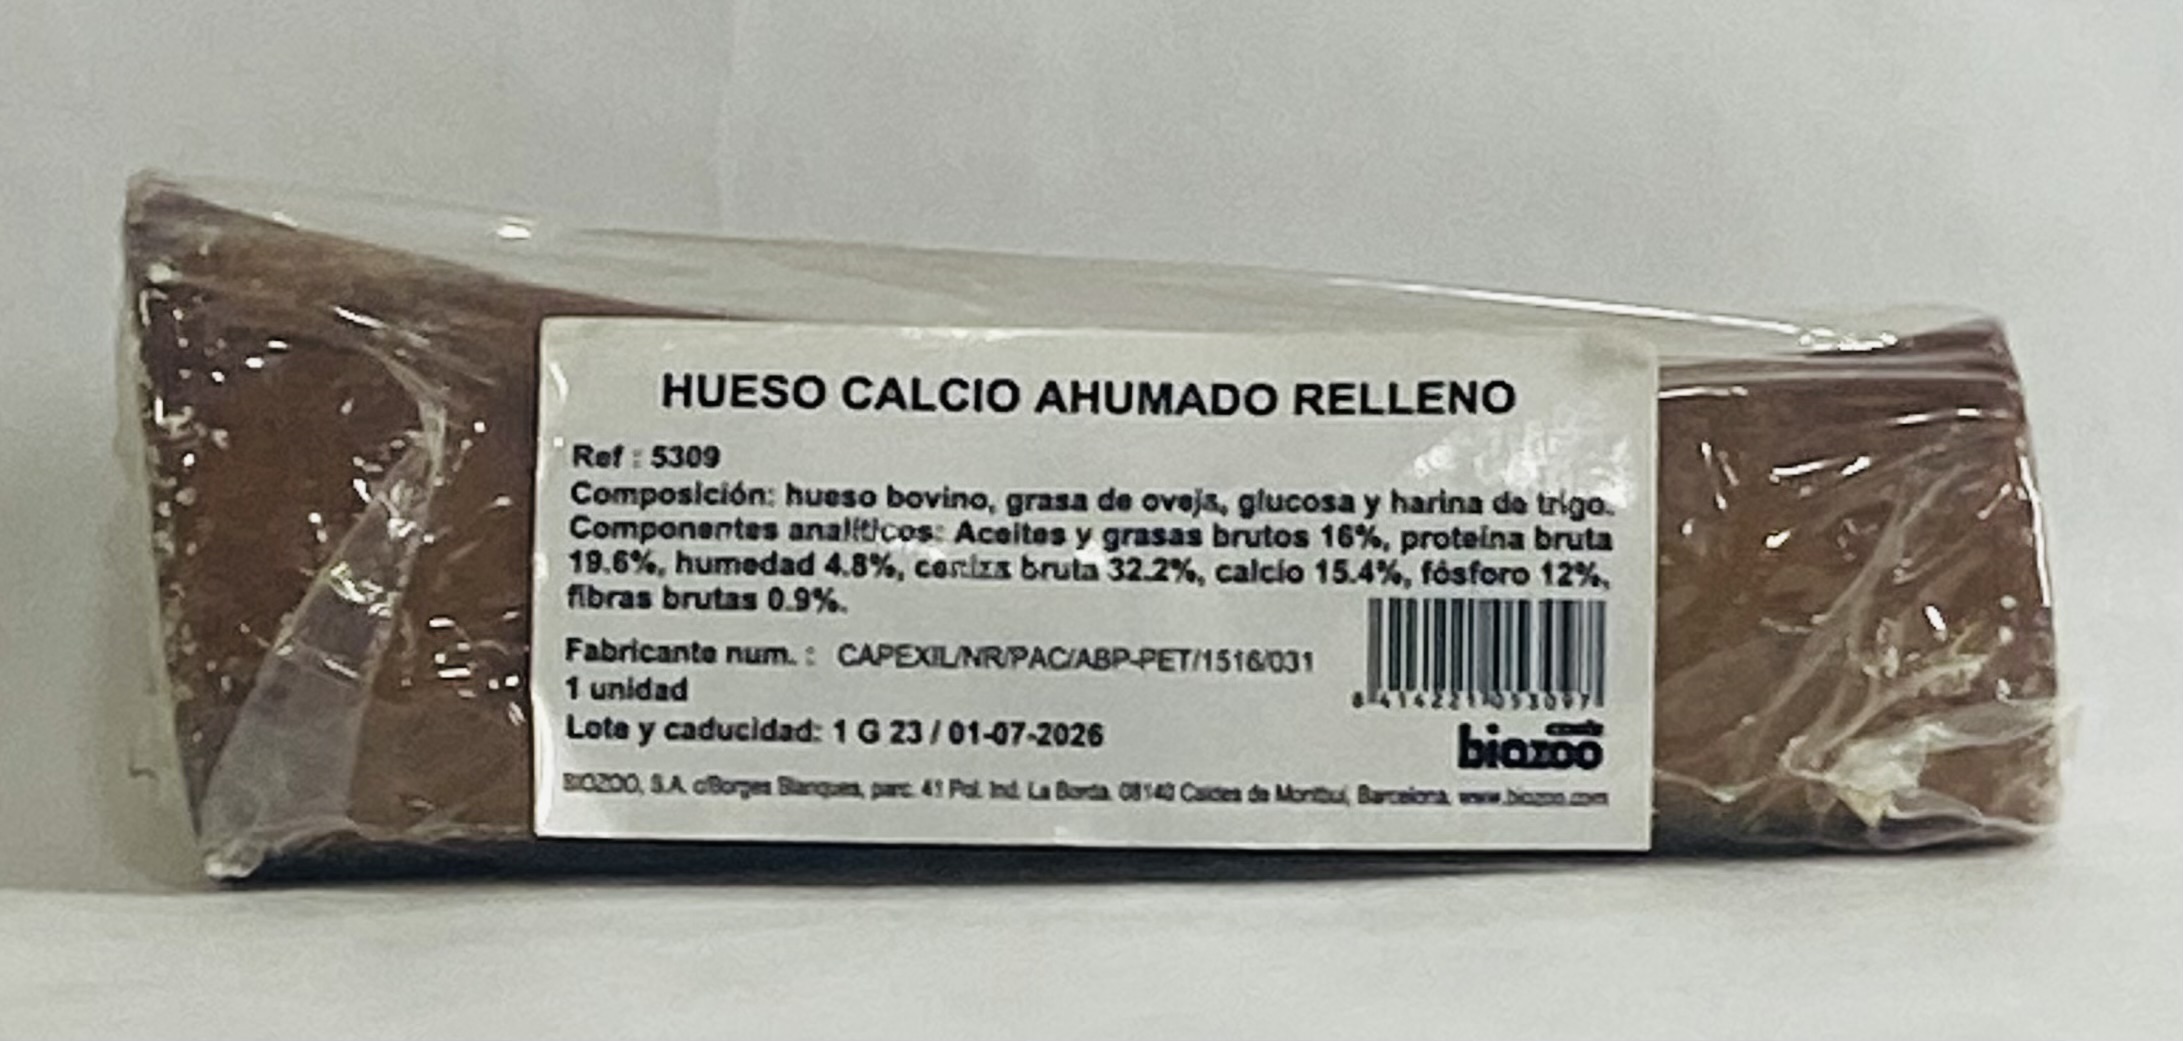 HUESO CALCIO AHUMADO RELLENO
Ref : 5309
Composición: hueso bovino, grasa de oveja, glucosa y harina de trigo.
Componentes analíticos: Aceites y grasas brutos 16%, proteína bruta
19.6%, humedad 4.8%, ceniza bruta 32.2%, calcio 15.4%, fósforo 12%,
fibras brutas 0.9%.
Fabricante num. : CAPEXIL/NR/PAC/ABP-PET/1516/031
1 unidad
8 414221 053097
Lote y caducidad: 1 G 23 / 01-07-2026
biozoo
BIOZOO, S.A. c/Borges Blanques, parc. 41 Pol. Ind. La Borda. 08140 Caldes de Montbui, Barcelona. www.biozoo.com